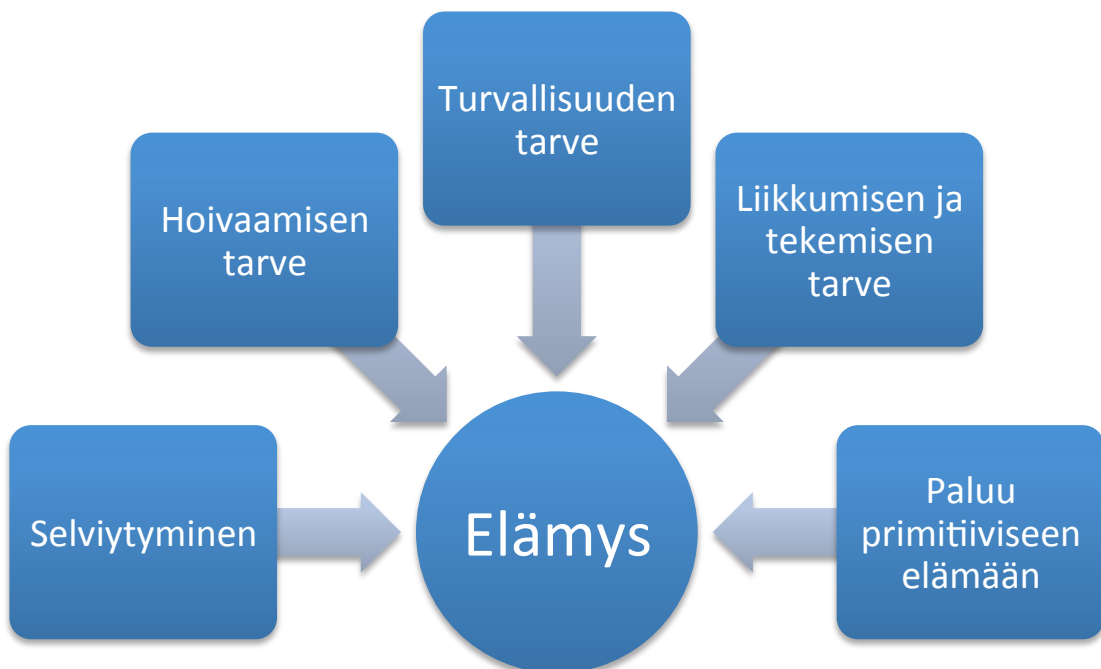 Turvallisuuden
tarve
Hoivaamisen
tarve
Liikkumisen ja
tekemisen
tarve
Selviytyminen
Elämys
Paluu
primitiiviseen
elämään